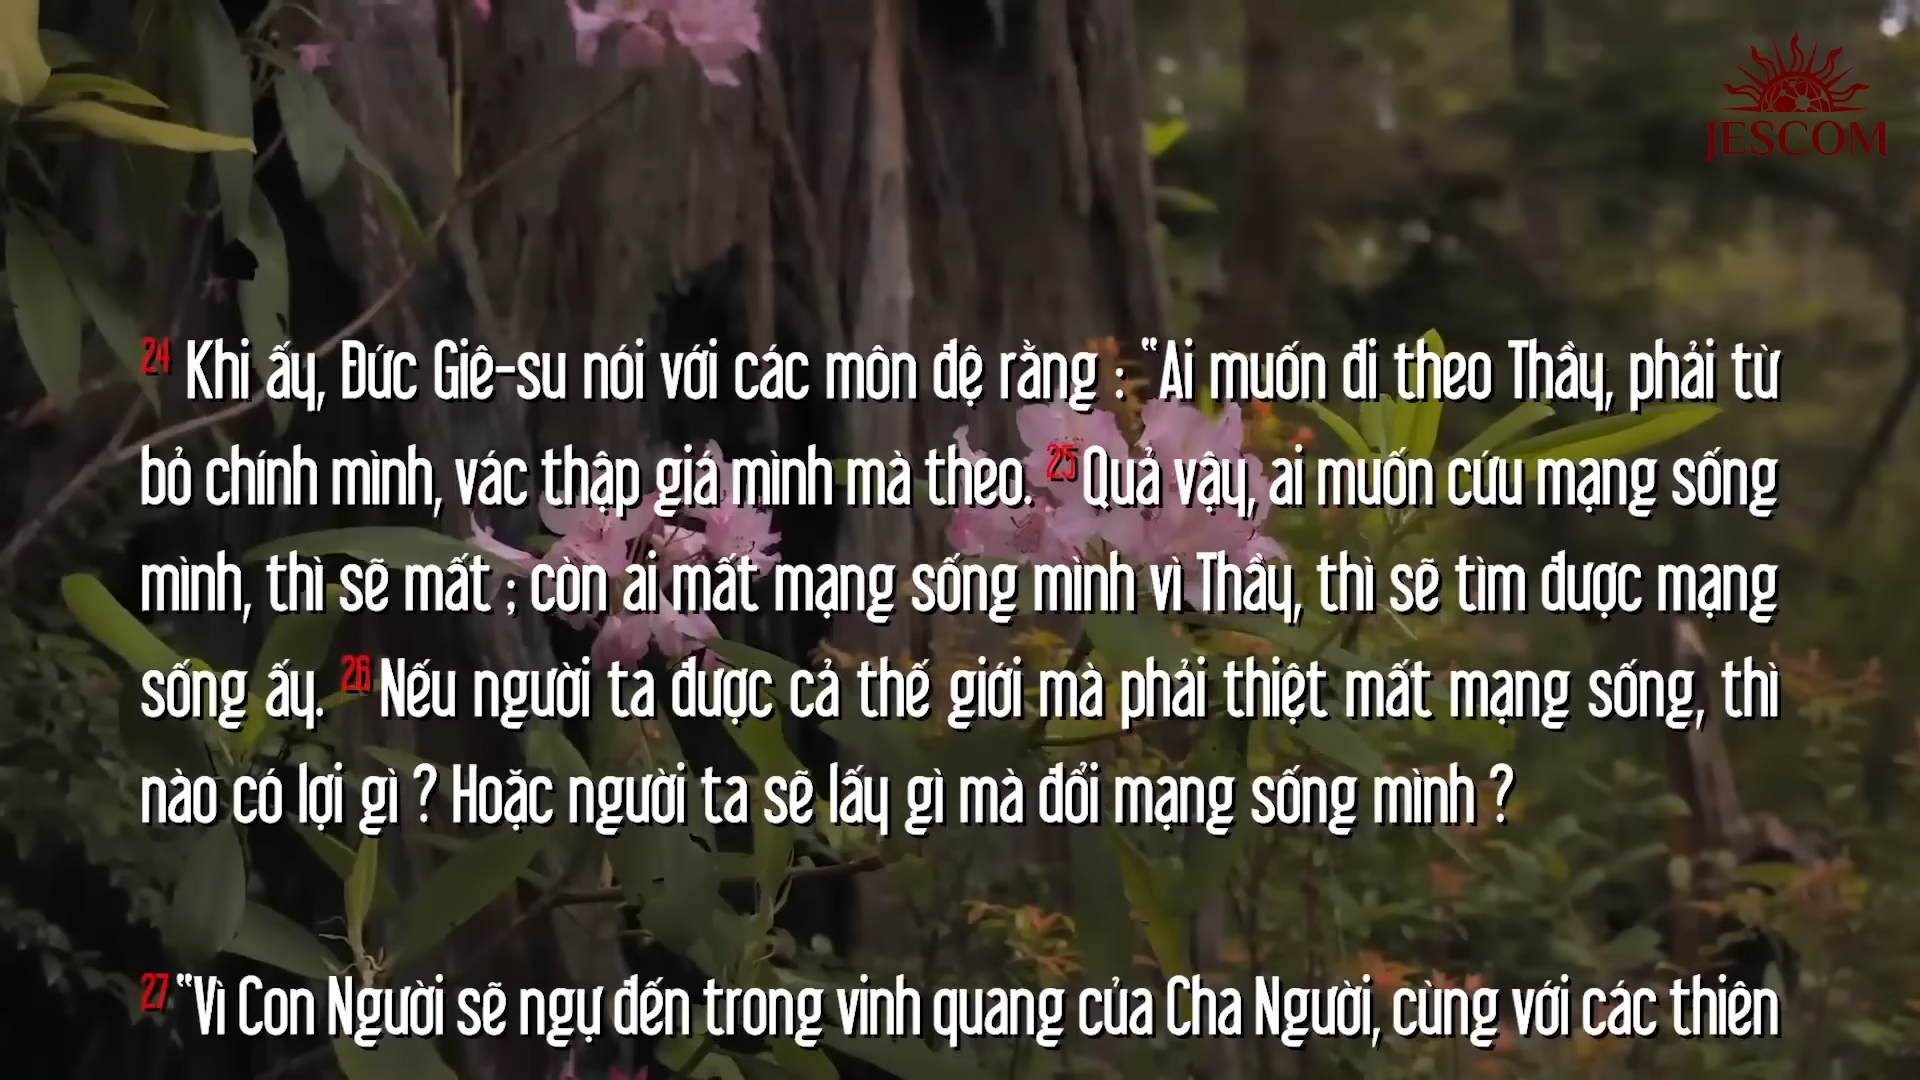 JESCOM
24 Khi ấy, Đức Giê-su nói với các môn đệ rằng : “Ai muốn đi theo Thầy, phải từ
bỏ chính mình, vác thập giá mình mà theo. 25 Quả vậy, ai muốn cứu mạng sống
mình, thì sẽ mất ; còn ai mất mạng sống mình vì Thầy, thì sẽ tìm được mạng
sống ấy. 26 Nếu người ta được cả thế giới mà phải thiệt mất mạng sống, thì
nào có lợi gì ? Hoặc người ta sẽ lấy gì mà đổi mạng sống mình ?
27 “Vì Con Người sẽ ngự đến trong vinh quang của Cha Người, cùng với các thiên